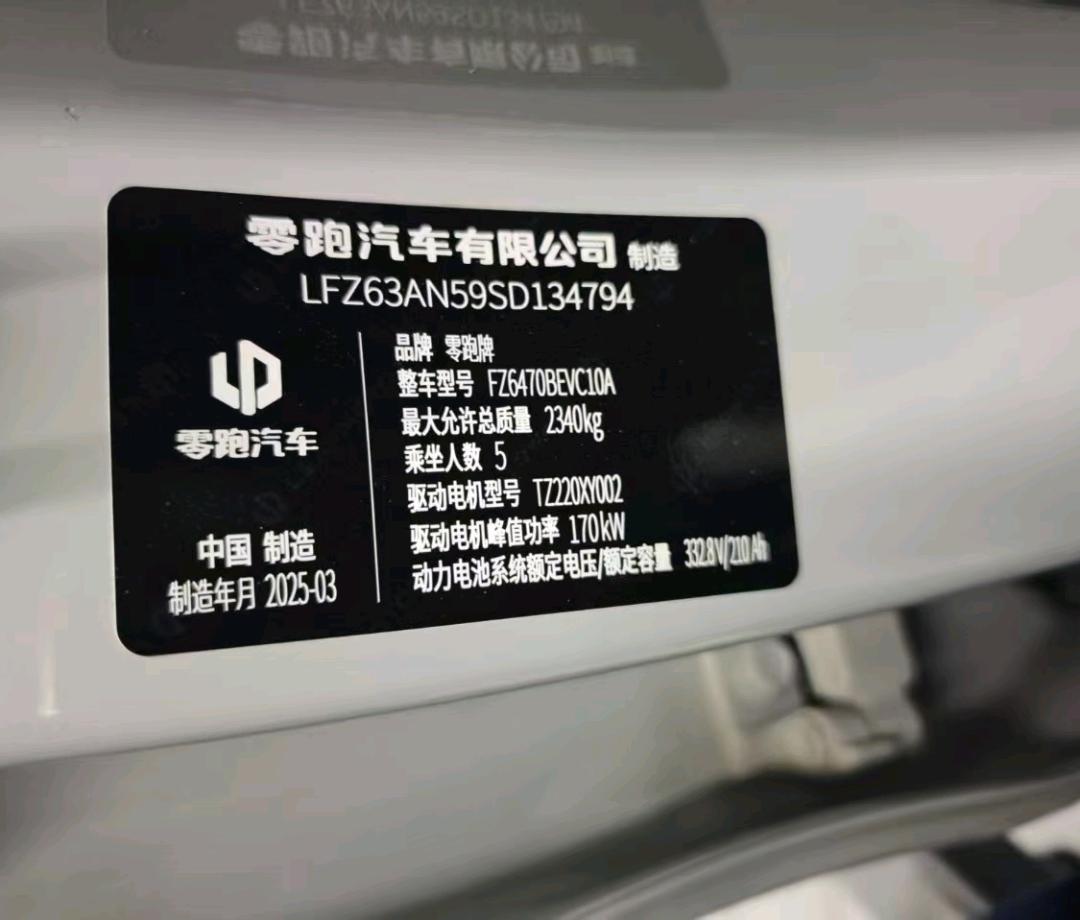 零跑汽车有限公司 制造
LFZ63AN59SD134794
零跑汽车
中国 制造
制造年月 2025-03
品牌 零跑牌
整车型号 FZ6470BEVC10A
最大允许总质量 2340kg
乘坐人数 5
驱动电机型号 TZ220XY002
驱动电机峰值功率 170kW
动力电池系统额定电压/额定容量 332.8V/210Ah